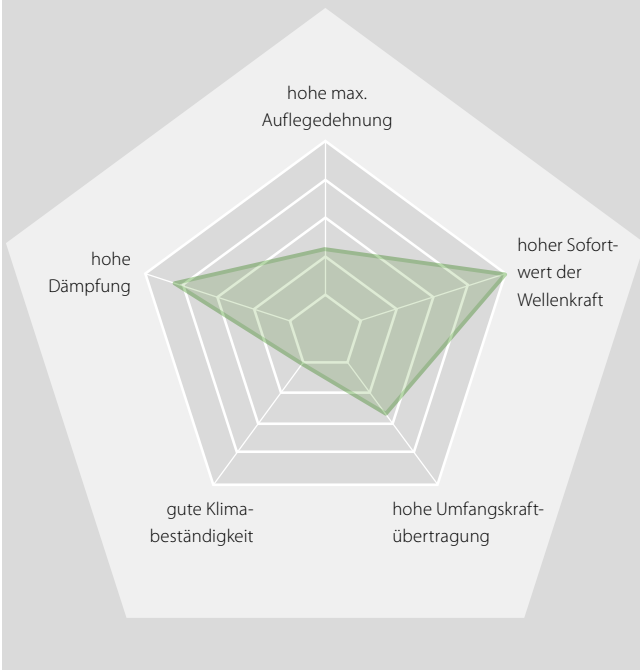 hohe max.
Auflegedehnung
hoher Sofort-
wert der
Wellenkraft
hohe
Dämpfung
gute Klima-
beständigkeit
hohe Umfangskraft-
übertragung